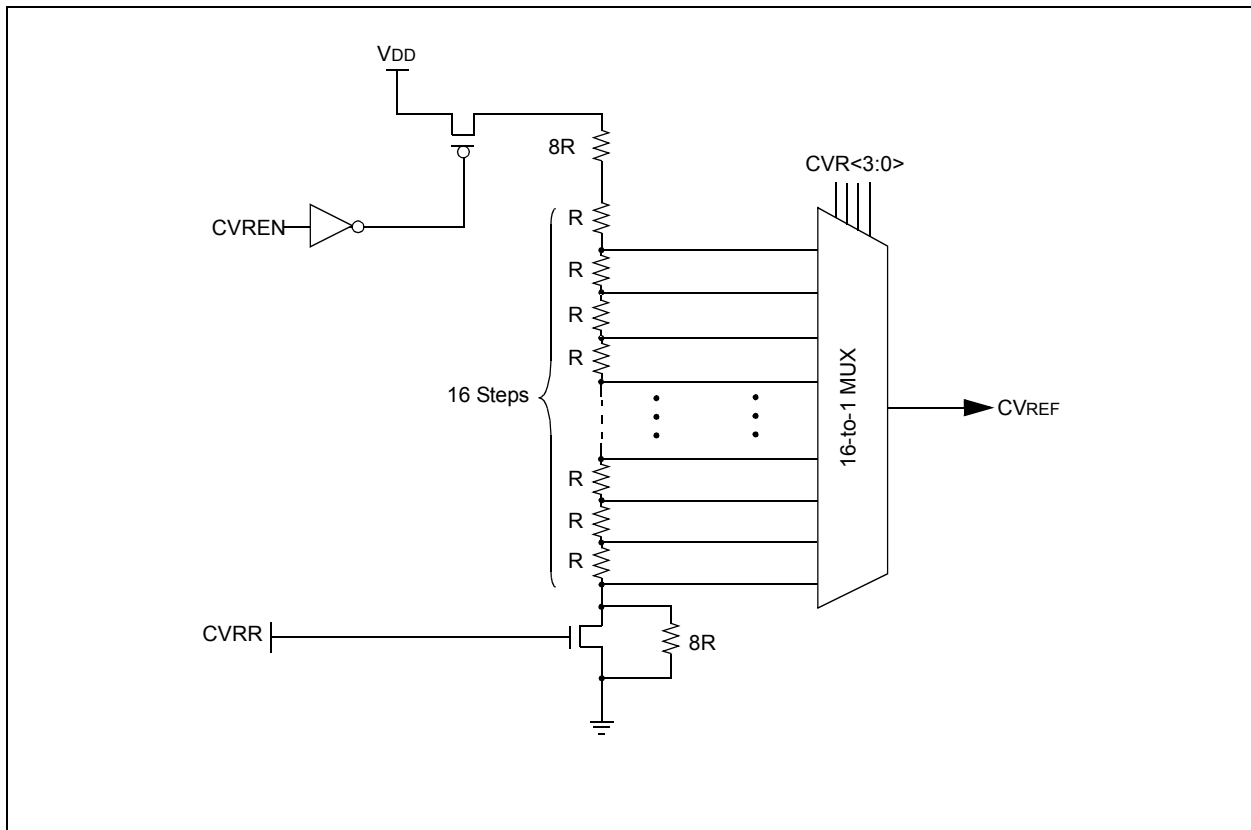 VDD
8R
CVR<3:0>
CVREN
R
R
R
R
16 Steps
16-to-1 MUX
CVREF
R
R
R
CVRR
8R